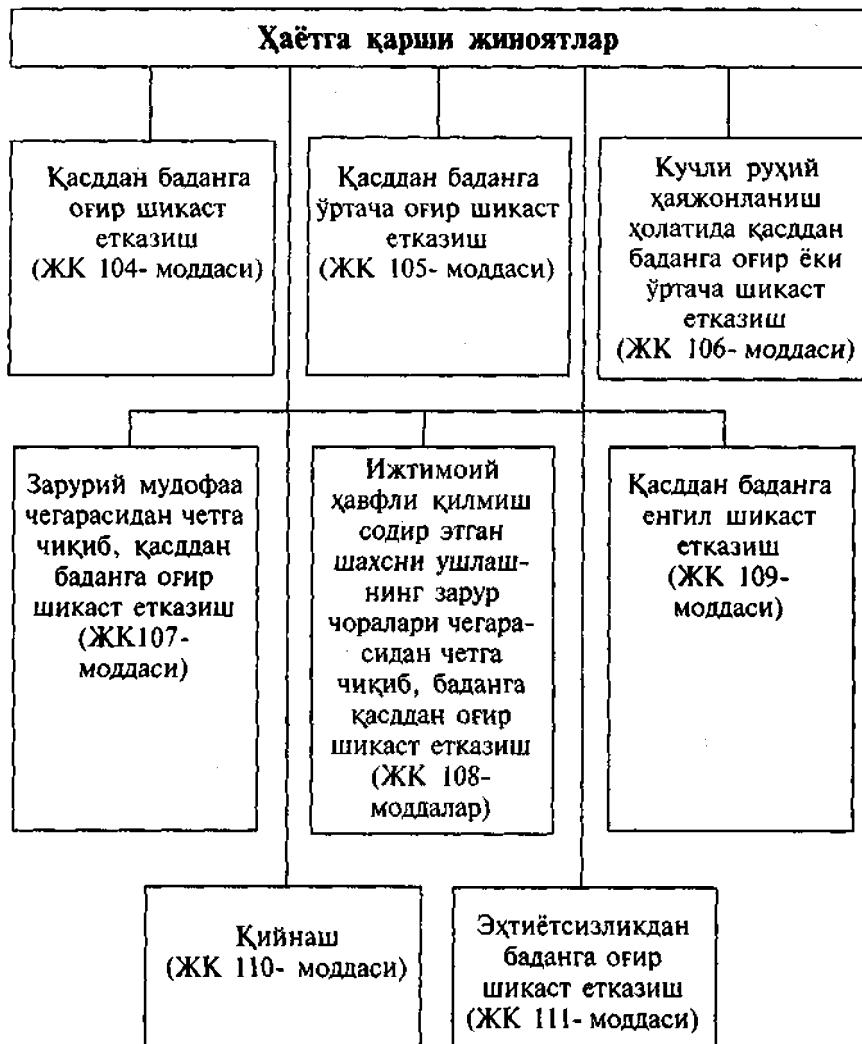 Ҳаётга қарши жиноятлар
Қасддан баданга
оғир шикаст
етказиш
(ЖК 104- моддаси)
Қасддан баданга
ўртача оғир шикаст
етказиш
(ЖК 105- моддаси)
Кучли руҳий
ҳаяжонланиш
ҳолатида қасддан
баданга оғир ёки
ўртача шикаст
етказиш
(ЖК 106- моддаси)
Зарурий мудофаа
чегарасидан четга
чиқиб, қасддан
баданга оғир
шикаст етказиш
(ЖК107-
моддаси)
Ижтимоий
ҳавфли қилмиш
содир этган
шахсни ушлаш-
нинг зарур
чоралари чегара-
сидан четга
чиқиб, баданга
қасддан оғир
шикаст етказиш
(ЖК 108-
моддалар)
Қасддан баданга
енгил шикаст
етказиш
(ЖК 109-
моддаси)
Қийнаш
(ЖК 110- моддаси)
Эҳтиётсизликдан
баданга оғир
шикаст етказиш
(ЖК 111- моддаси)